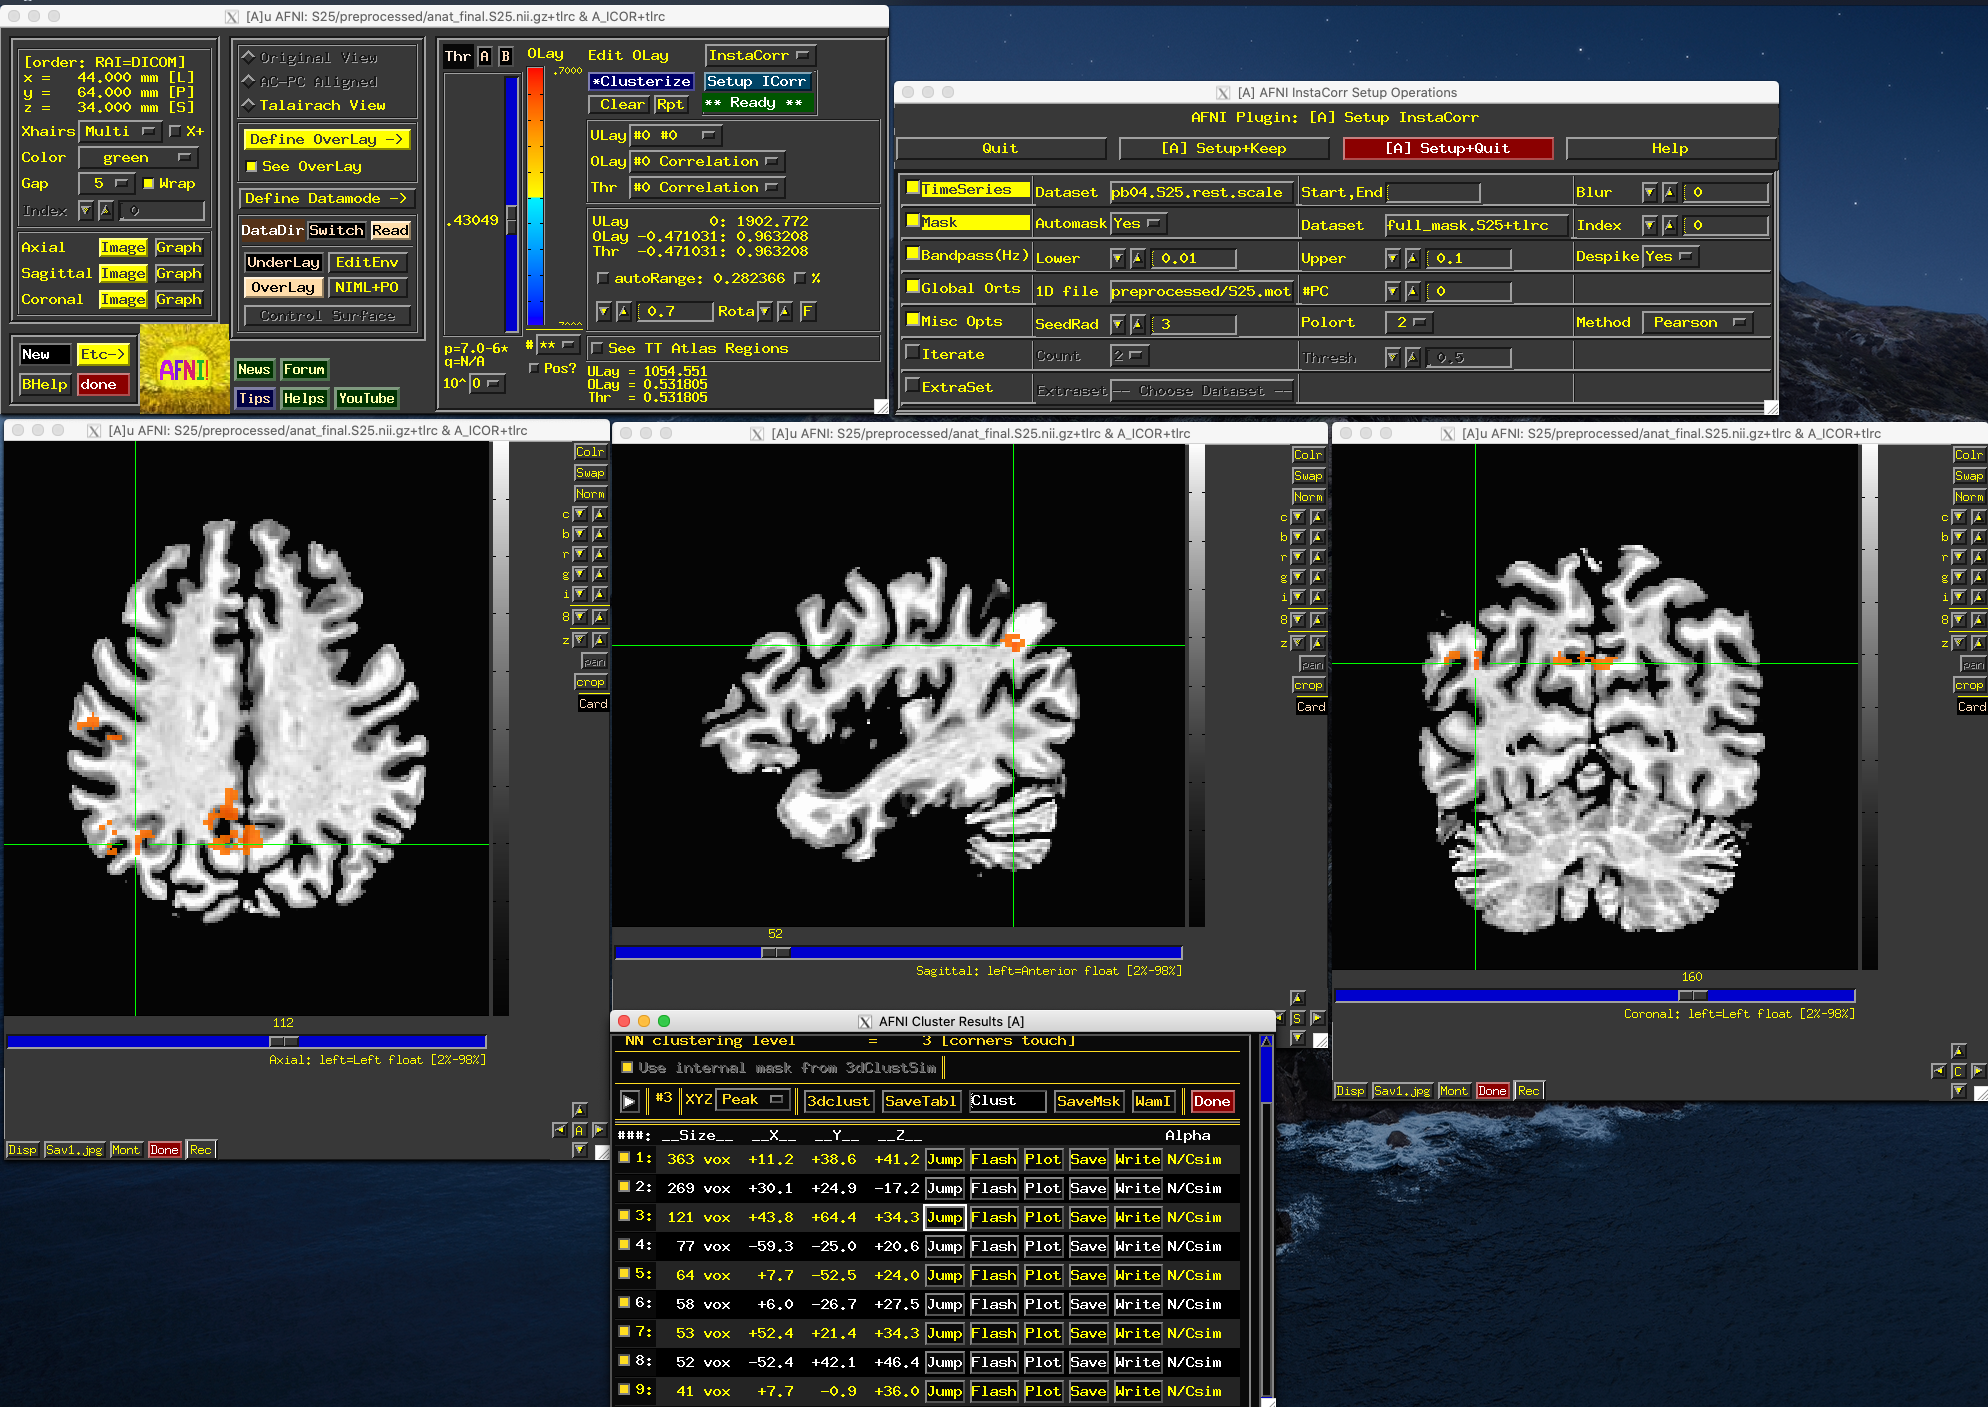 [A]u AFNI: S25/preprocessed/anat_final.S25.nii.gz+tlrc & A_ICOR+tlrc
[order: RAI=DICOM]
x = 44.000 mm [L]
y = 64.000 mm [P]
z = 34.000 mm [S]
Xhairs Multi X+
Color green
Gap 5 Wrap
Index 0
Axial Image Graph
Sagittal Image Graph
Coronal Image Graph
New Etc->
BHelp done
AFNI!
Original View
AC-PC Aligned
Talairach View
Define OverLay ->
See OverLay
Define Datamode ->
DataDir Switch Read
UnderLay EditEnv
OverLay NIML+PO
Control Surface
News Forum
Tips Helps YouTube
Thr A B
.43049
p=7.0-6*
q=N/A
10^ 0
OLay
.7000
# **
Pos?
Edit OLay InstaCorr
*Clusterize Setup ICorr
Clear Rpt ** Ready **
ULay #0 #0
OLay #0 Correlation
Thr #0 Correlation
ULay 0: 1902.772
OLay -0.471031: 0.963208
Thr -0.471031: 0.963208
autoRange: 0.282366 %
0.7 Rota F
See TT Atlas Regions
ULay = 1054.551
OLay = 0.531805
Thr = 0.531805
[A] AFNI InstaCorr Setup Operations
AFNI Plugin: [A] Setup InstaCorr
Quit [A] Setup+Keep [A] Setup+Quit Help
TimeSeries Dataset pb04.S25.rest.scale Start,End Blur 0
Mask Automask Yes Dataset full_mask.S25+tlrc Index 0
Bandpass(Hz) Lower 0.01 Upper 0.1 Despike Yes
Global Orts 1D file preprocessed/S25.mot #PC 0
Misc Opts SeedRad 3 Polort 2 Method Pearson
Iterate Count 2 Thresh 0.5
ExtraSet Extraset -- Choose Dataset --
[A]u AFNI: S25/preprocessed/anat_final.S25.nii.gz+tlrc & A_ICOR+tlrc
Colr
Swap
Norm
c
b
r
g
i
8
z
pan
crop
Card
112
Axial: left=Left float [2%-98%]
A
Disp Sav1.jpg Mont Done Rec
[A]u AFNI: S25/preprocessed/anat_final.S25.nii.gz+tlrc & A_ICOR+tlrc
Colr
Swap
Norm
c
b
r
g
i
8
z
pan
crop
Card
52
Sagittal: left=Anterior float [2%-98%]
S
[A]u AFNI: S25/preprocessed/anat_final.S25.nii.gz+tlrc & A_ICOR+tlrc
Colr
Swap
Norm
c
b
r
g
i
8
z
pan
crop
Card
160
Coronal: left=Left float [2%-98%]
C
Disp Sav1.jpg Mont Done Rec
AFNI Cluster Results [A]
NN clustering level = 3 [corners touch]
Use internal mask from 3dClustSim
#3 XYZ Peak 3dclust SaveTabl Clust SaveMsk WamI Done
###: __Size__ __X__ __Y__ __Z__ Alpha
1: 363 vox +11.2 +38.6 +41.2 Jump Flash Plot Save Write N/Csim
2: 269 vox +30.1 +24.9 -17.2 Jump Flash Plot Save Write N/Csim
3: 121 vox +43.8 +64.4 +34.3 Jump Flash Plot Save Write N/Csim
4: 77 vox -59.3 -25.0 +20.6 Jump Flash Plot Save Write N/Csim
5: 64 vox +7.7 -52.5 +24.0 Jump Flash Plot Save Write N/Csim
6: 58 vox +6.0 -26.7 +27.5 Jump Flash Plot Save Write N/Csim
7: 53 vox +52.4 +21.4 +34.3 Jump Flash Plot Save Write N/Csim
8: 52 vox -52.4 +42.1 +46.4 Jump Flash Plot Save Write N/Csim
9: 41 vox +7.7 -0.9 +36.0 Jump Flash Plot Save Write N/Csim